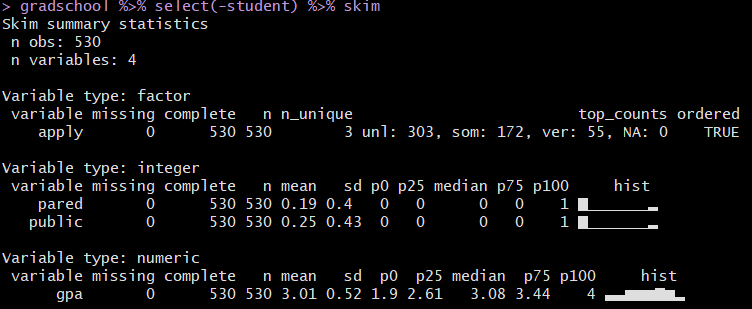 > gradschool %>% select(-student) %>% skim
Skim summary statistics
 n obs: 530
 n variables: 4
Variable type: factor
 variable missing complete   n n_unique                         top_counts ordered
    apply       0      530 530        3 unl: 303, som: 172, ver: 55, NA: 0    TRUE
Variable type: integer
 variable missing complete   n mean   sd p0 p25 median p75 p100     hist
    pared       0      530 530 0.19 0.4   0   0      0   0    1
   public       0      530 530 0.25 0.43  0   0      0   0    1
Variable type: numeric
 variable missing complete   n mean   sd  p0  p25 median  p75 p100     hist
      gpa       0      530 530 3.01 0.52 1.9 2.61   3.08 3.44    4